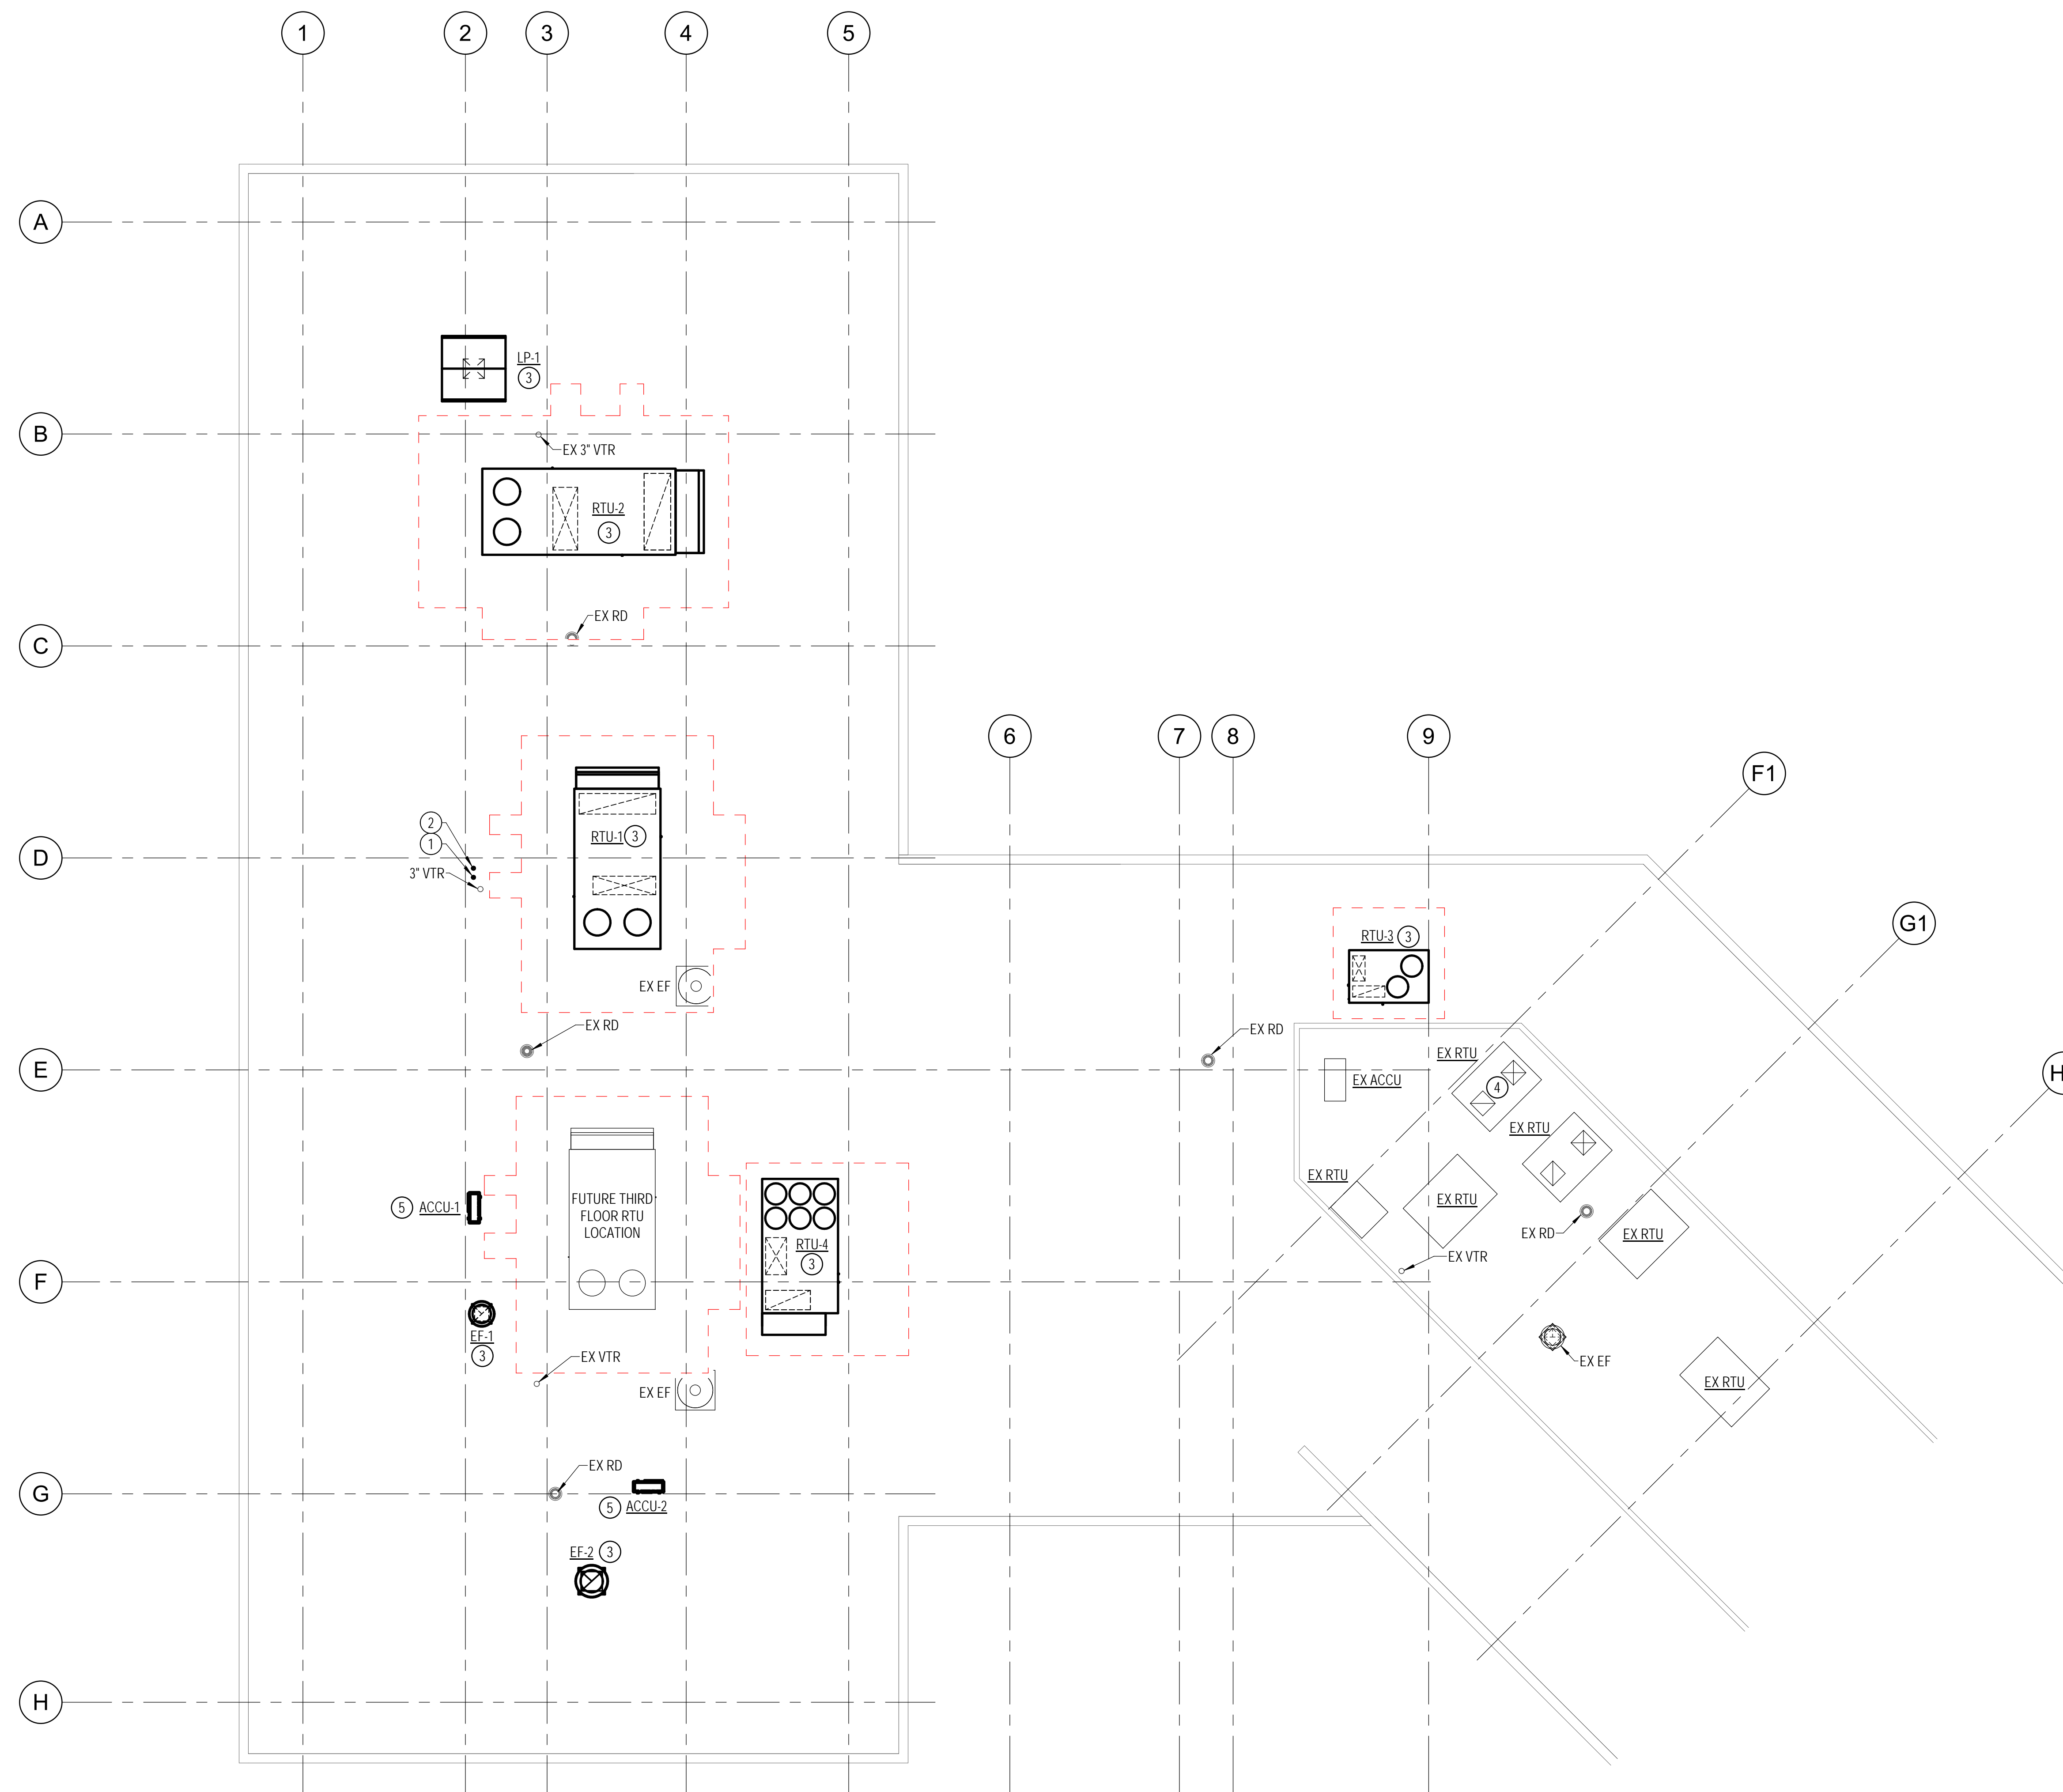 1
2
3
4
5
A
LP-1
3
B
EX 3" VTR
RTU-2
3
EX RD
C
6
7
8
9
F1
2
1
RTU-1
3
D
3" VTR
G1
RTU-3
3
EX EF
EX RD
EX RD
E
EX RTU
H
EX ACCU
4
EX RTU
EX RTU
EX RTU
5
ACCU-1
FUTURE THIRD
FLOOR RTU
LOCATION
RTU-4
3
EX RD
EX RTU
EX VTR
F
EF-1
3
EX VTR
EX EF
EX EF
EX RTU
EX RD
G
5
ACCU-2
EF-2
3
H